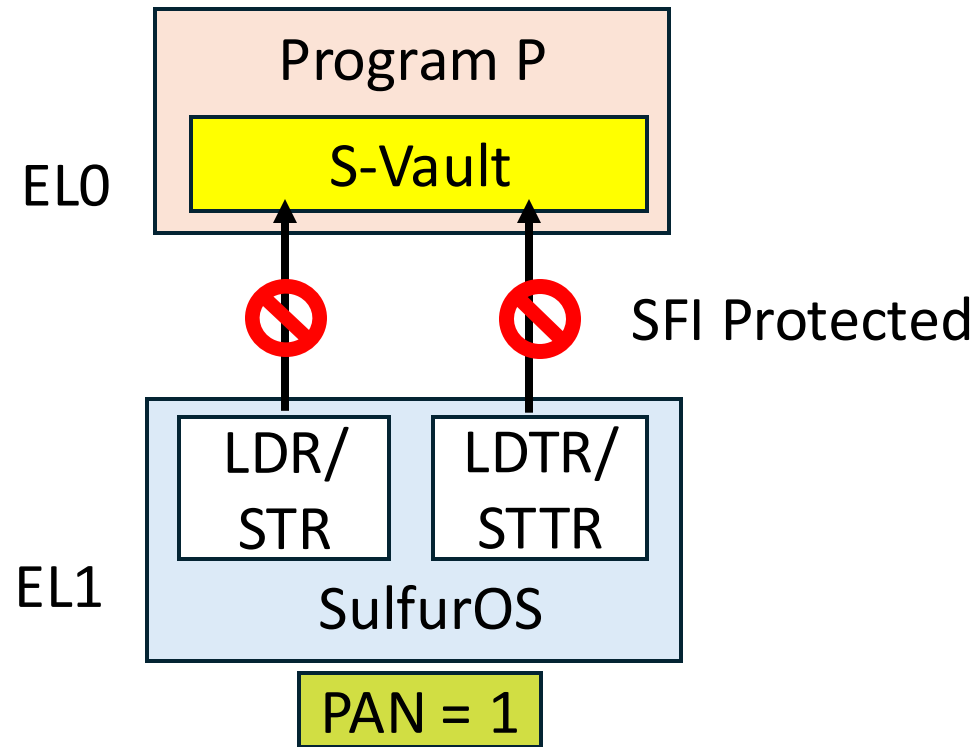 Program P
S-Vault
EL0
SFI Protected
LDR/
STR
LDTR/
STTR
EL1
SulfurOS
PAN = 1